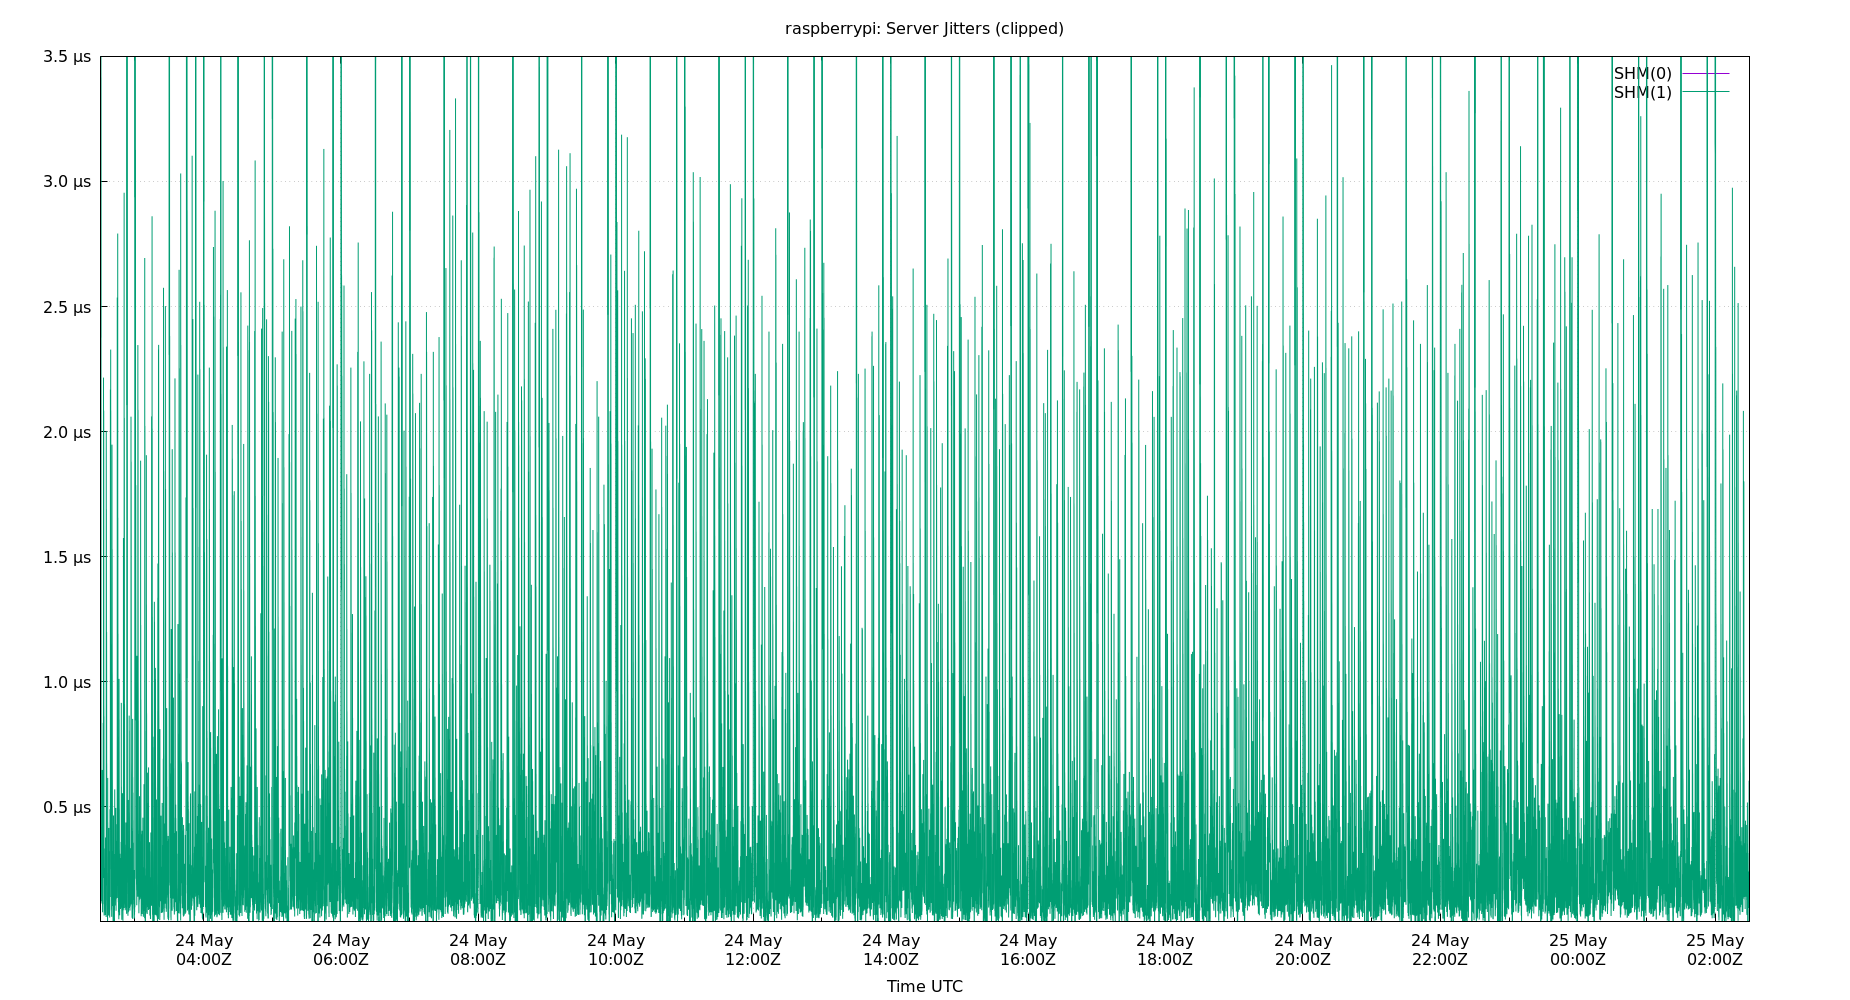 raspberrypi: Server Jitters (clipped)
3.5 µs
3.0 µs
2.5 µs
2.0 µs
1.5 µs
1.0 µs
0.5 µs
SHM(0)
SHM(1)
24 May 24 May 24 May 24 May 24 May 24 May 24 May 24 May 24 May 24 May 25 May 25 May
04:00Z 06:00Z 08:00Z 10:00Z 12:00Z 14:00Z 16:00Z 18:00Z 20:00Z 22:00Z 00:00Z 02:00Z
Time UTC